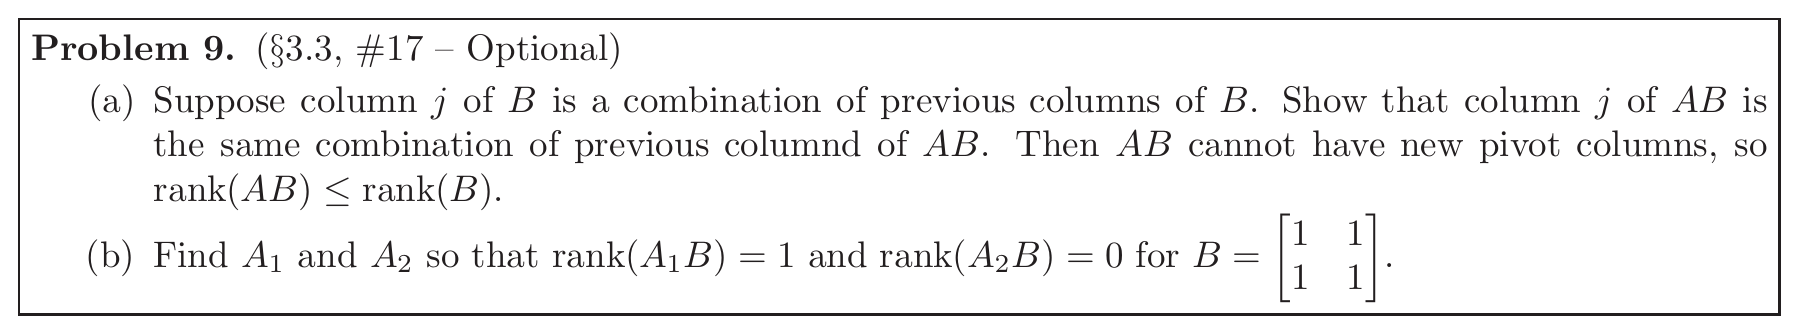 Problem 9. (§3.3, #17 – Optional)
(a) Suppose column j of B is a combination of previous columns of B. Show that column j of AB is
the same combination of previous columnd of AB. Then AB cannot have new pivot columns, so
rank(AB) ≤ rank(B).
(b) Find A₁ and A₂ so that rank(A₁B) = 1 and rank(A₂B) = 0 for B = [1 1; 1 1].